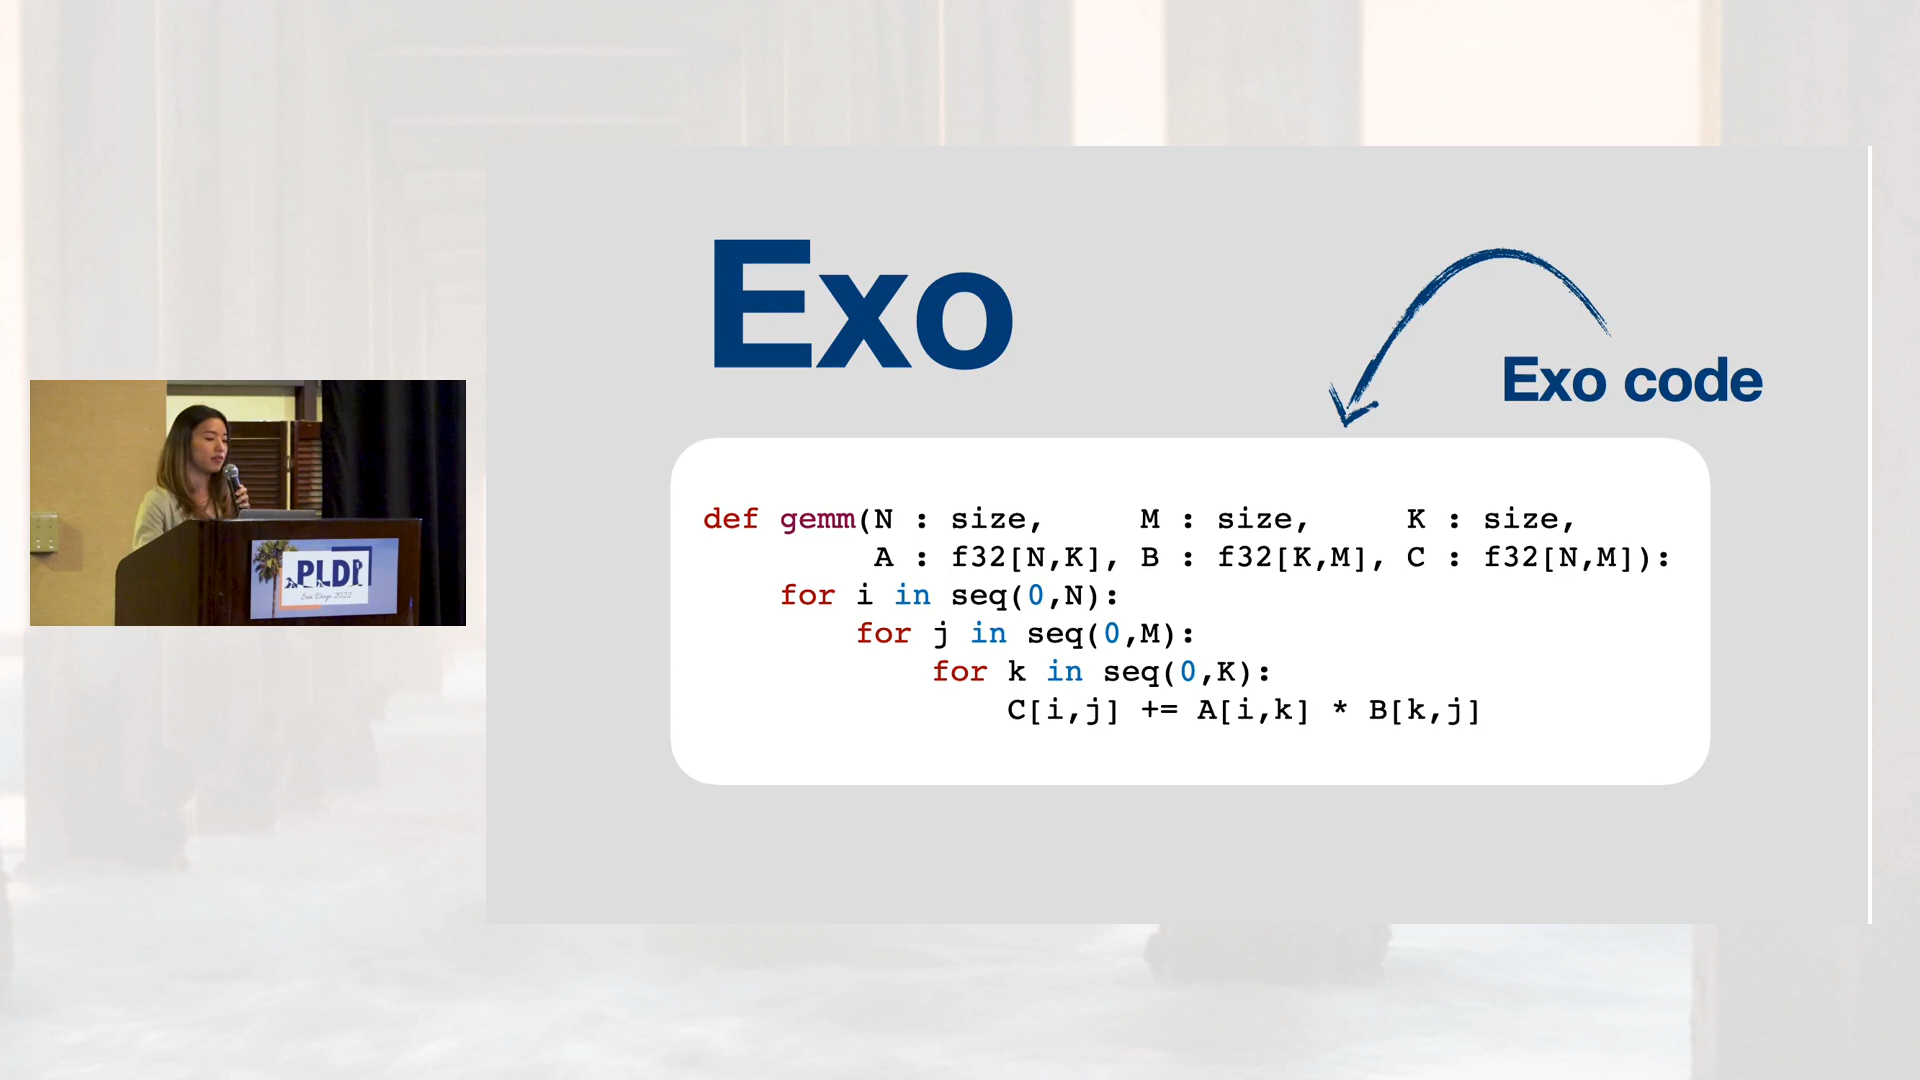 Exo
Exo code
def gemm(N : size,     M : size,     K : size,
         A : f32[N,K], B : f32[K,M], C : f32[N,M]):
    for i in seq(0,N):
        for j in seq(0,M):
            for k in seq(0,K):
                C[i,j] += A[i,k] * B[k,j]
PLDI
San Diego 2022